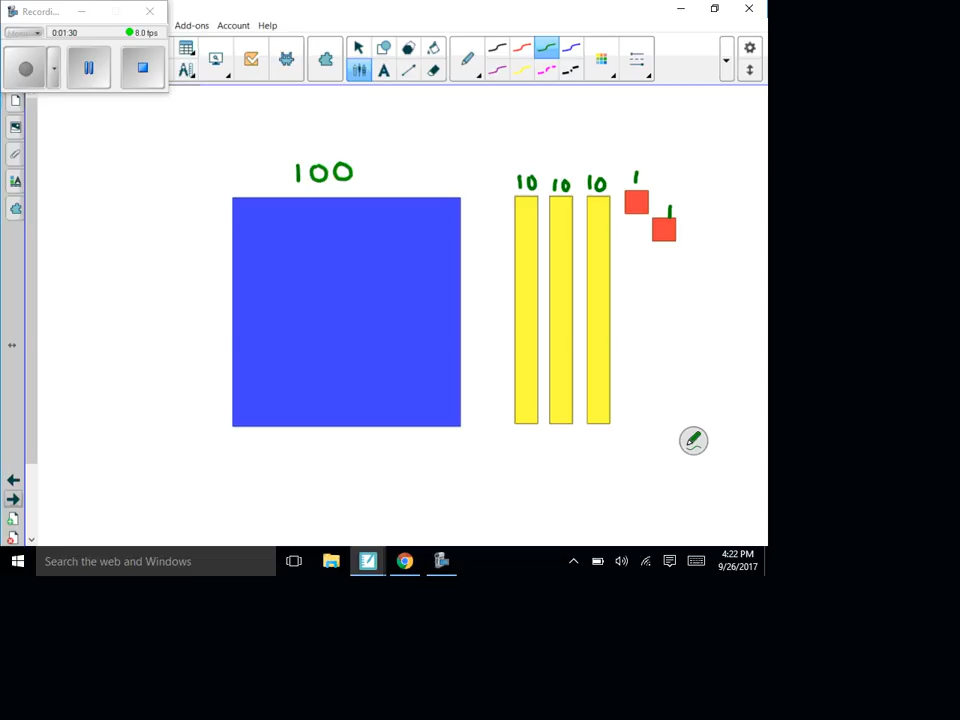 Recordi...
Add-ons Account Help
Menu
0:01:30
8.0 fps
100
10 10 10 1
1
Search the web and Windows
4:22 PM
9/26/2017